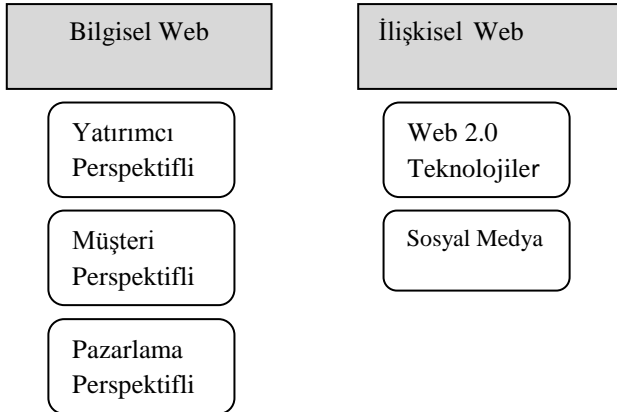 Bilgisel Web
Yatırımcı
Perspektifli
Müşteri
Perspektifli
Pazarlama
Perspektifli
İlişkisel Web
Web 2.0
Teknolojiler
Sosyal Medya